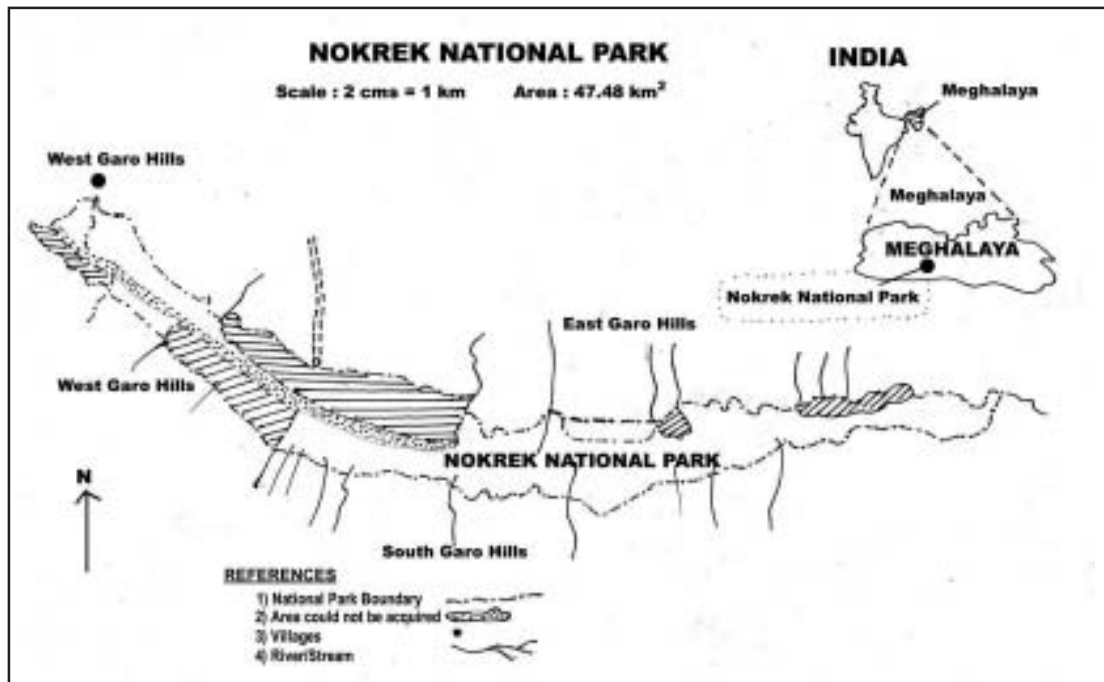 NOKREK NATIONAL PARK
Scale : 2 cms = 1 km Area : 47.48 km²
INDIA
Meghalaya
West Garo Hills
Meghalaya
MEGHALAYA
Nokrek National Park
East Garo Hills
West Garo Hills
NOKREK NATIONAL PARK
N
South Garo Hills
REFERENCES
1) National Park Boundary
2) Area could not be acquired
3) Villages
4) River/Stream